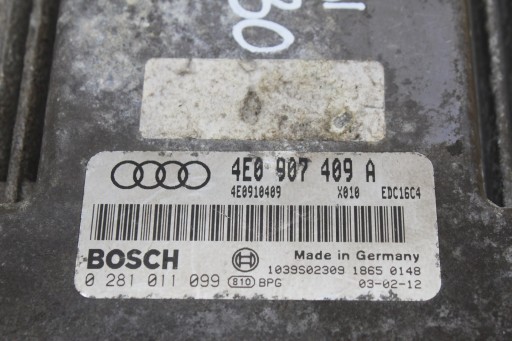 4E0 907 409 A
4E0910409 X010 EDC16C4
BOSCH Made in Germany
1039S02309 1865 0148
0 281 011 099 810 BPG 03-02-12